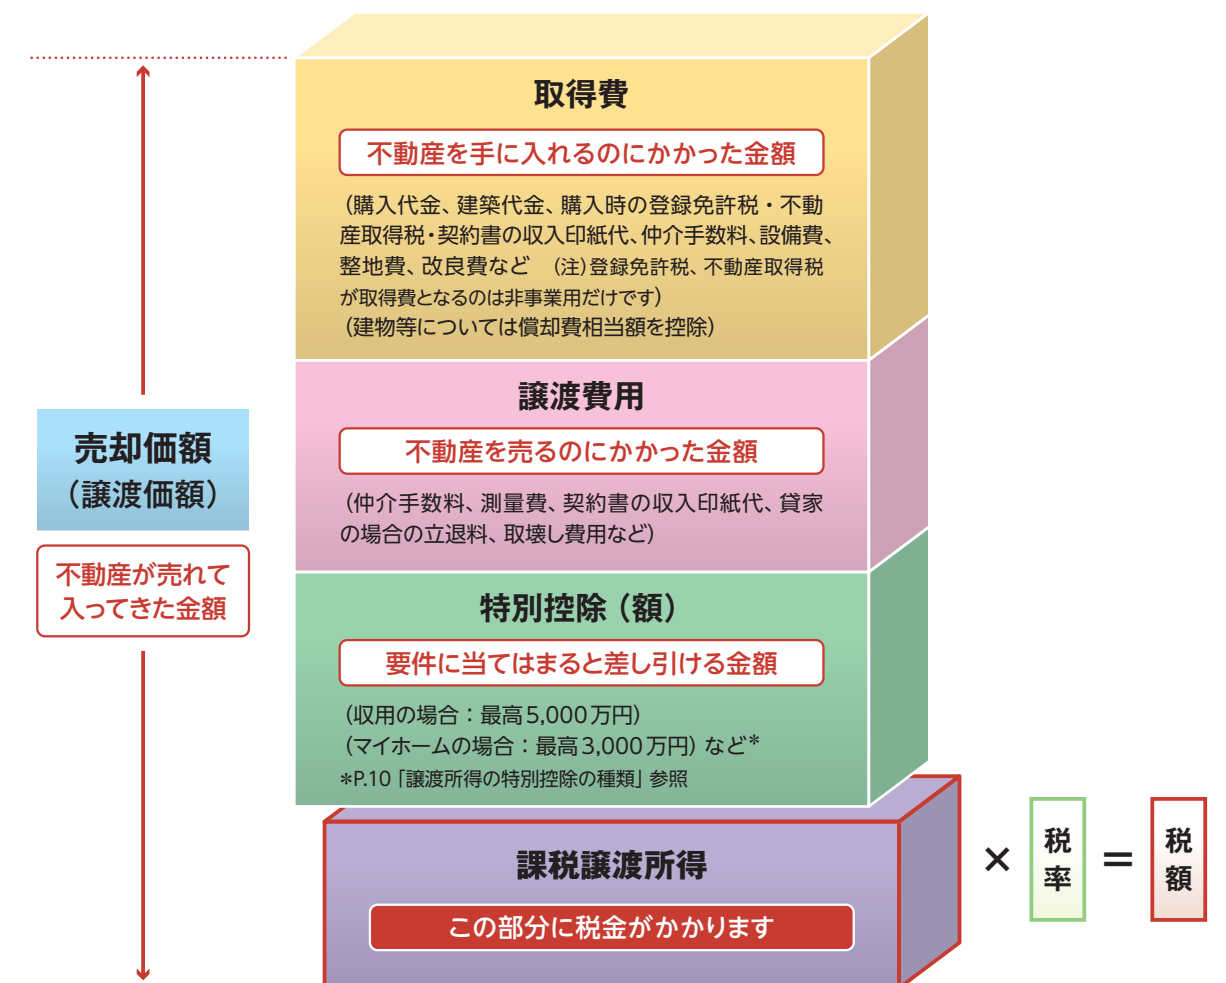 取得費
不動産を手に入れるのにかかった金額
（購入代金、建築代金、購入時の登録免許税・不動
産取得税・契約書の収入印紙代、仲介手数料、設備費、
整地費、改良費など　（注）登録免許税、不動産取得税
が取得費となるのは非事業用だけです）
（建物等については償却費相当額を控除）
譲渡費用
不動産を売るのにかかった金額
（仲介手数料、測量費、契約書の収入印紙代、貸家
の場合の立退料、取壊し費用など）
売却価額
（譲渡価額）
不動産が売れて
入ってきた金額
特別控除（額）
要件に当てはまると差し引ける金額
（収用の場合：最高5,000万円）
（マイホームの場合：最高3,000万円）など＊
＊P.10「譲渡所得の特別控除の種類」参照
課税譲渡所得
この部分に税金がかかります
×
税率
＝
税額